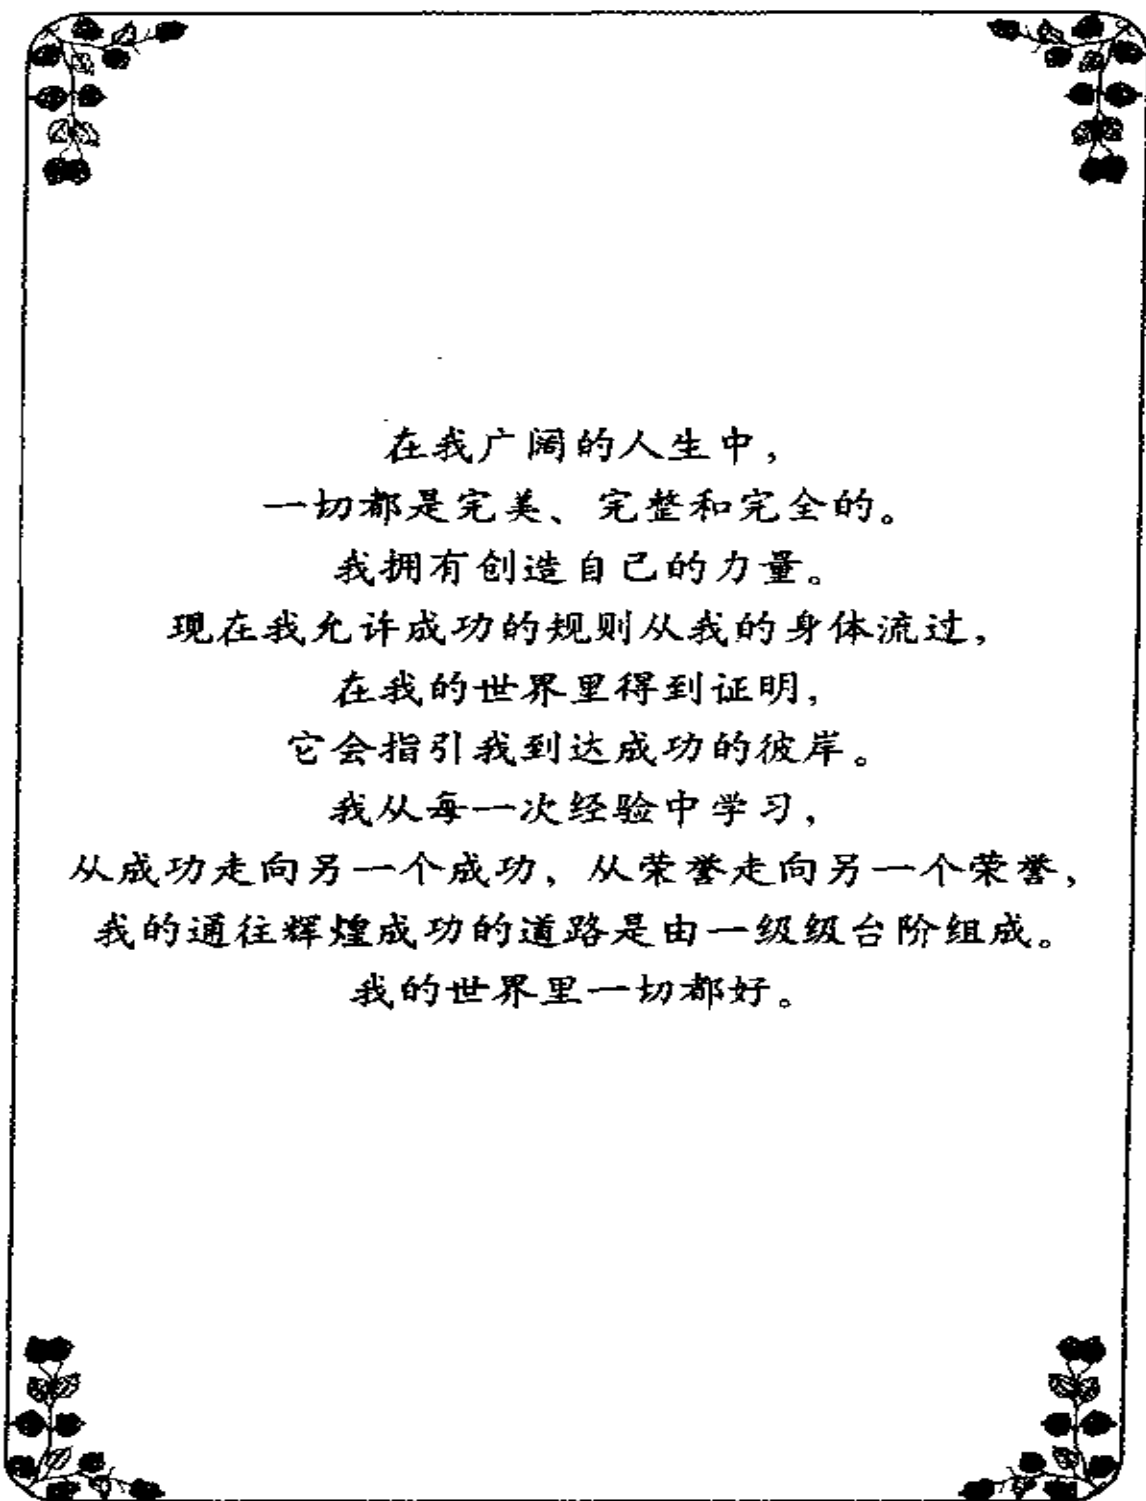 在我广阔的人生中，
一切都是完美、完整和完全的。
我拥有创造自己的力量。
现在我允许成功的规则从我的身体流过，
在我的世界里得到证明，
它会指引我到达成功的彼岸。
我从每一次经验中学习，
从成功走向另一个成功，从荣誉走向另一个荣誉，
我的通往辉煌成功的道路是由一级级台阶组成。
我的世界里一切都好。